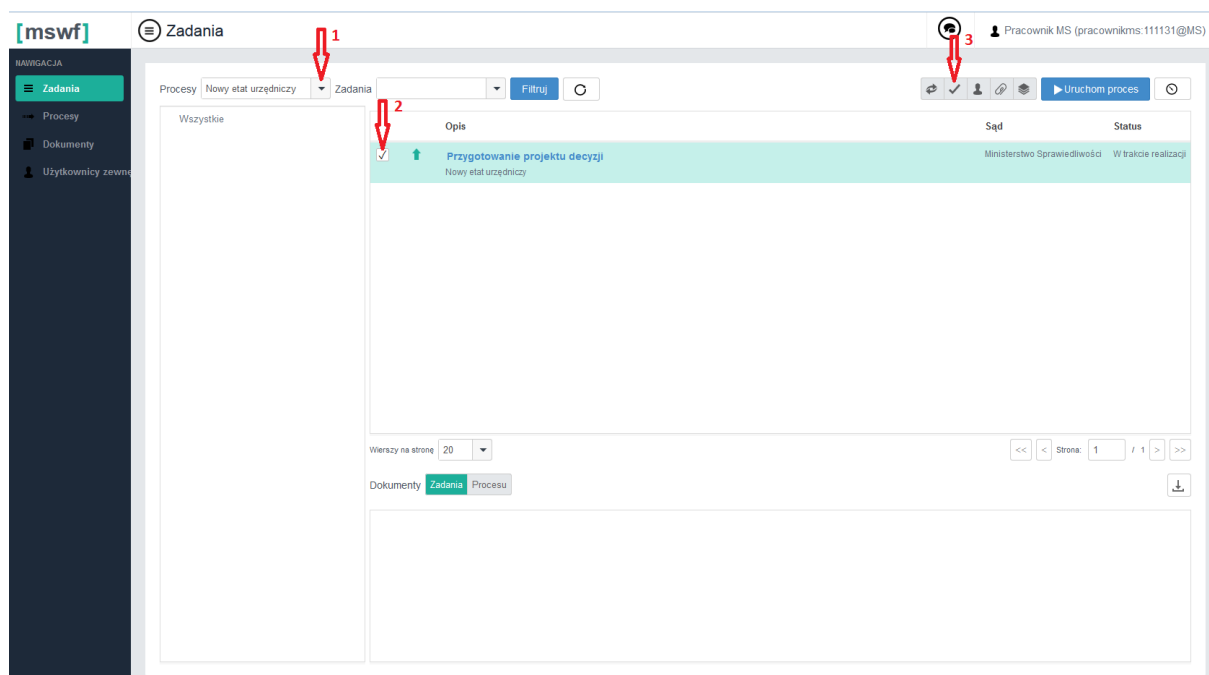 [mswf]
Zadania
1
3
Pracownik MS (pracownikms:111131@MS)
NAWIGACJA
Zadania
Procesy
Dokumenty
Użytkownicy zewnę
Procesy Nowy etat urzędniczy Zadania Filtruj Uruchom proces
2
Wszystkie
Opis Sąd Status
Przygotowanie projektu decyzji Ministerstwo Sprawiedliwości W trakcie realizacji
Nowy etat urzędniczy
Wierszy na stronę 20 << < Strona: 1 / 1 > >>
Dokumenty Zadania Procesu